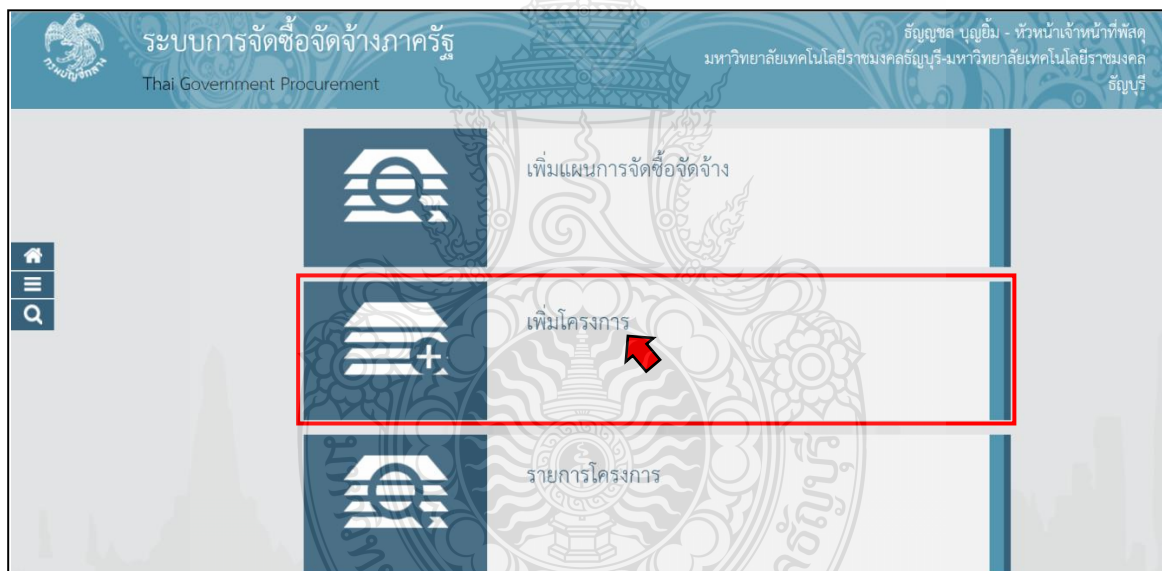 ระบบการจัดซื้อจัดจ้างภาครัฐ
Thai Government Procurement
ธัญญชล บุญยิ้ม - หัวหน้าเจ้าหน้าที่พัสดุ
มหาวิทยาลัยเทคโนโลยีราชมงคลธัญบุรี-มหาวิทยาลัยเทคโนโลยีราชมงคล
ธัญบุรี
เพิ่มแผนการจัดซื้อจัดจ้าง
เพิ่มโครงการ
รายการโครงการ